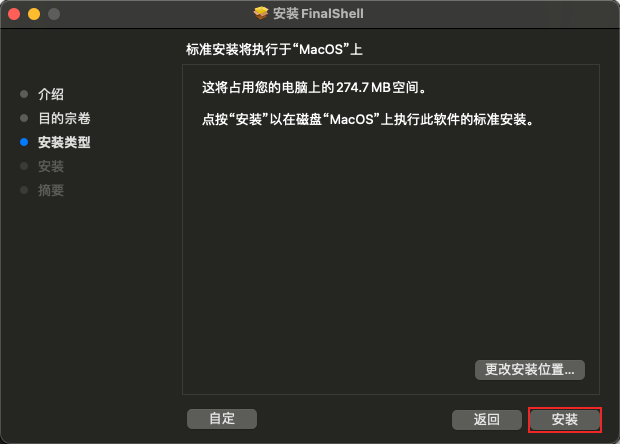 安装 FinalShell
标准安装将执行于“MacOS”上
介绍
目的宗卷
安装类型
安装
摘要
这将占用您的电脑上的 274.7 MB 空间。
点按“安装”以在磁盘“MacOS”上执行此软件的标准安装。
更改安装位置...
自定
返回
安装